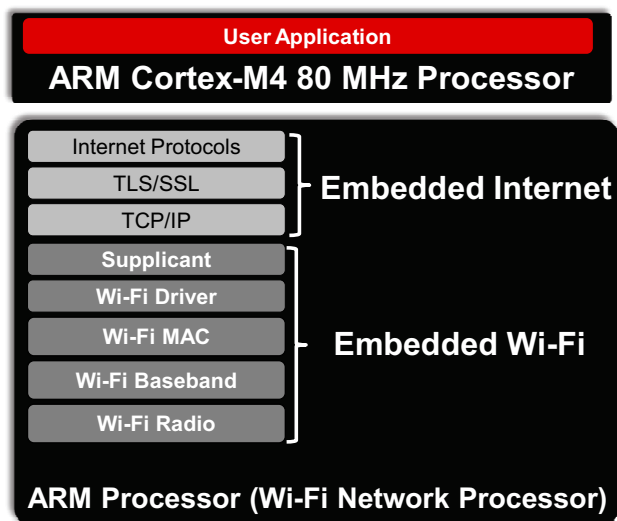 User Application
ARM Cortex-M4 80 MHz Processor
Internet Protocols
TLS/SSL
TCP/IP
Embedded Internet
Supplicant
Wi-Fi Driver
Wi-Fi MAC
Wi-Fi Baseband
Wi-Fi Radio
Embedded Wi-Fi
ARM Processor (Wi-Fi Network Processor)